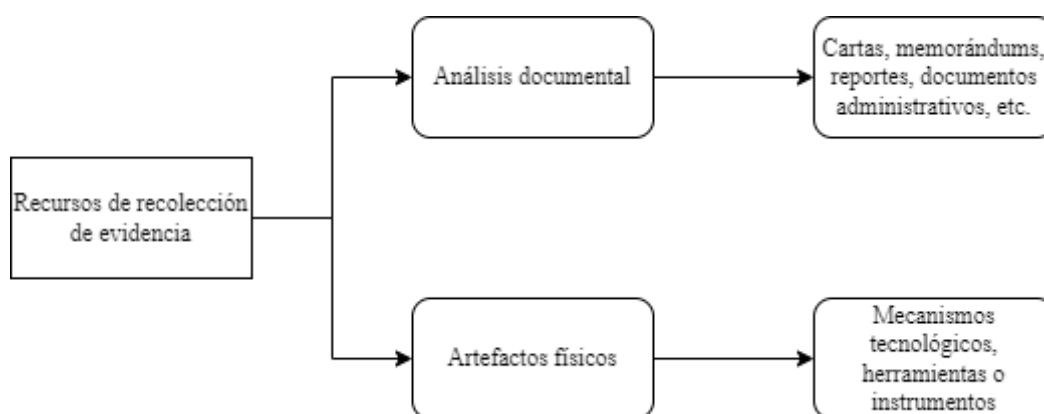 Recursos de recolección
de evidencia
Análisis documental
Cartas, memorándums,
reportes, documentos
administrativos, etc.
Artefactos físicos
Mecanismos
tecnológicos,
herramientas o
instrumentos